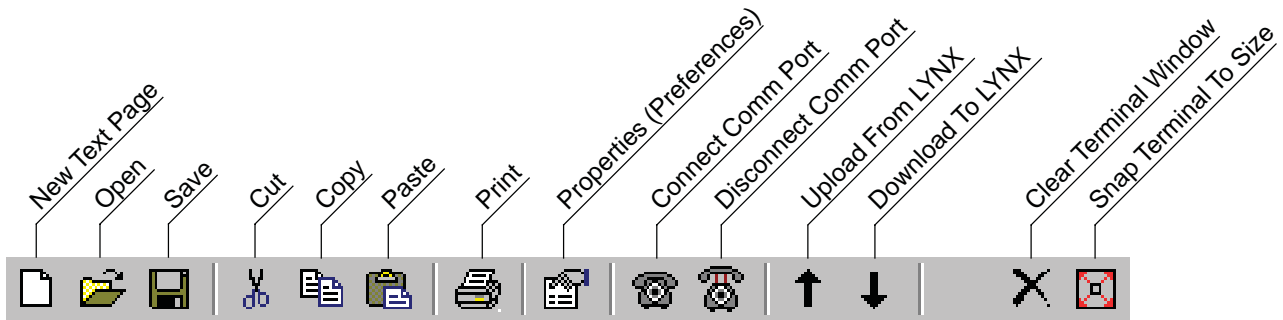 New Text Page
Open
Save
Cut
Copy
Paste
Print
Properties (Preferences)
Connect Comm Port
Disconnect Comm Port
Upload From LYNX
Download To LYNX
Clear Terminal Window
Snap Terminal To Size